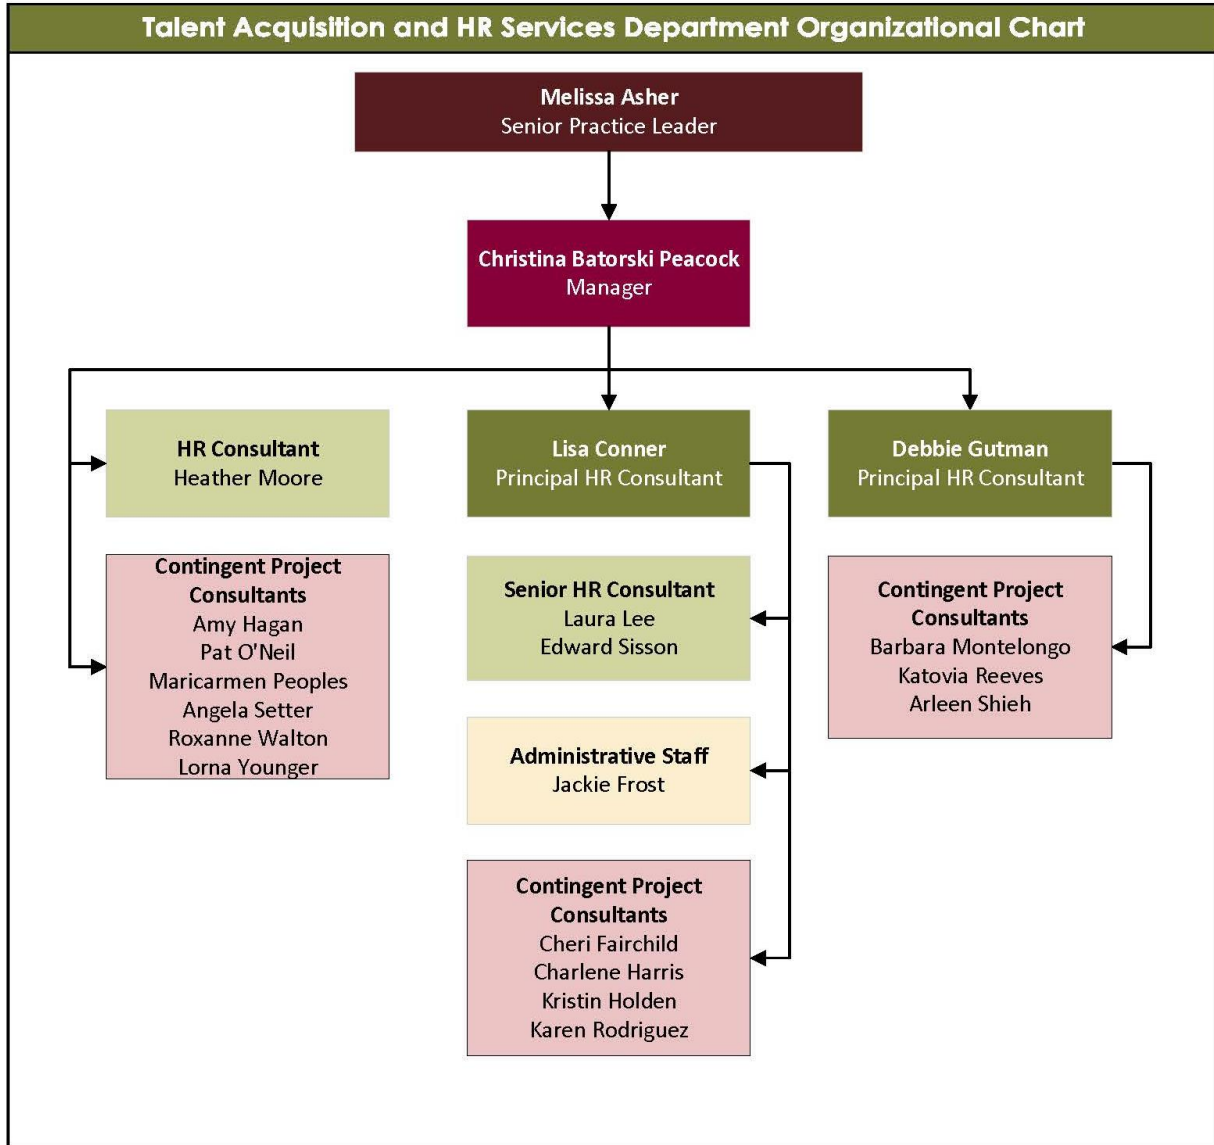 Talent Acquisition and HR Services Department Organizational Chart
Melissa Asher
Senior Practice Leader
Christina Batorski Peacock
Manager
HR Consultant
Heather Moore
Contingent Project
Consultants
Amy Hagan
Pat O'Neil
Maricarmen Peoples
Angela Setter
Roxanne Walton
Lorna Younger
Lisa Conner
Principal HR Consultant
Senior HR Consultant
Laura Lee
Edward Sisson
Administrative Staff
Jackie Frost
Contingent Project
Consultants
Cheri Fairchild
Charlene Harris
Kristin Holden
Karen Rodriguez
Debbie Gutman
Principal HR Consultant
Contingent Project
Consultants
Barbara Montelongo
Katovia Reeves
Arleen Shieh